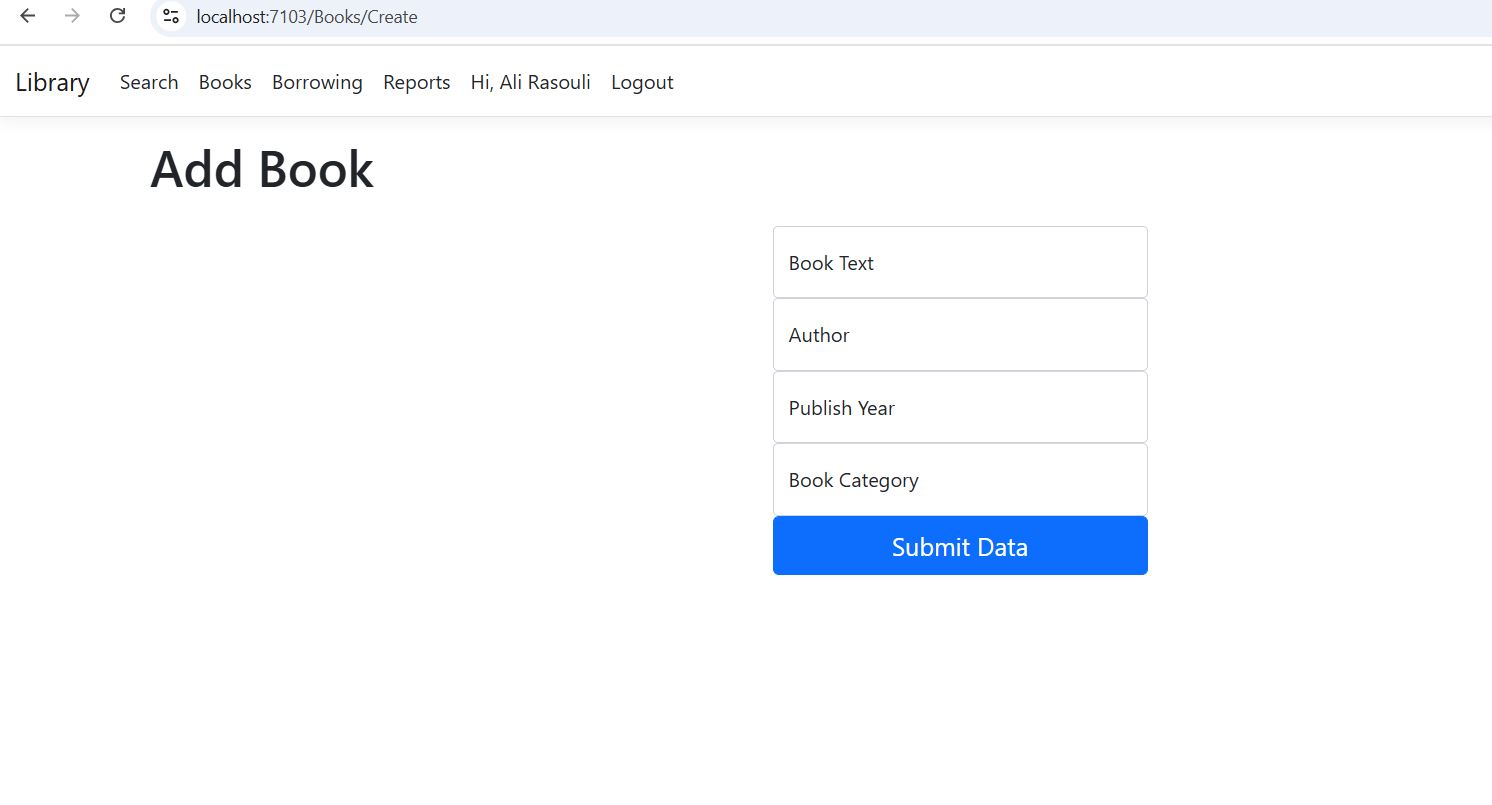 localhost:7103/Books/Create
Library Search Books Borrowing Reports Hi, Ali Rasouli Logout
Add Book
Book Text
Author
Publish Year
Book Category
Submit Data